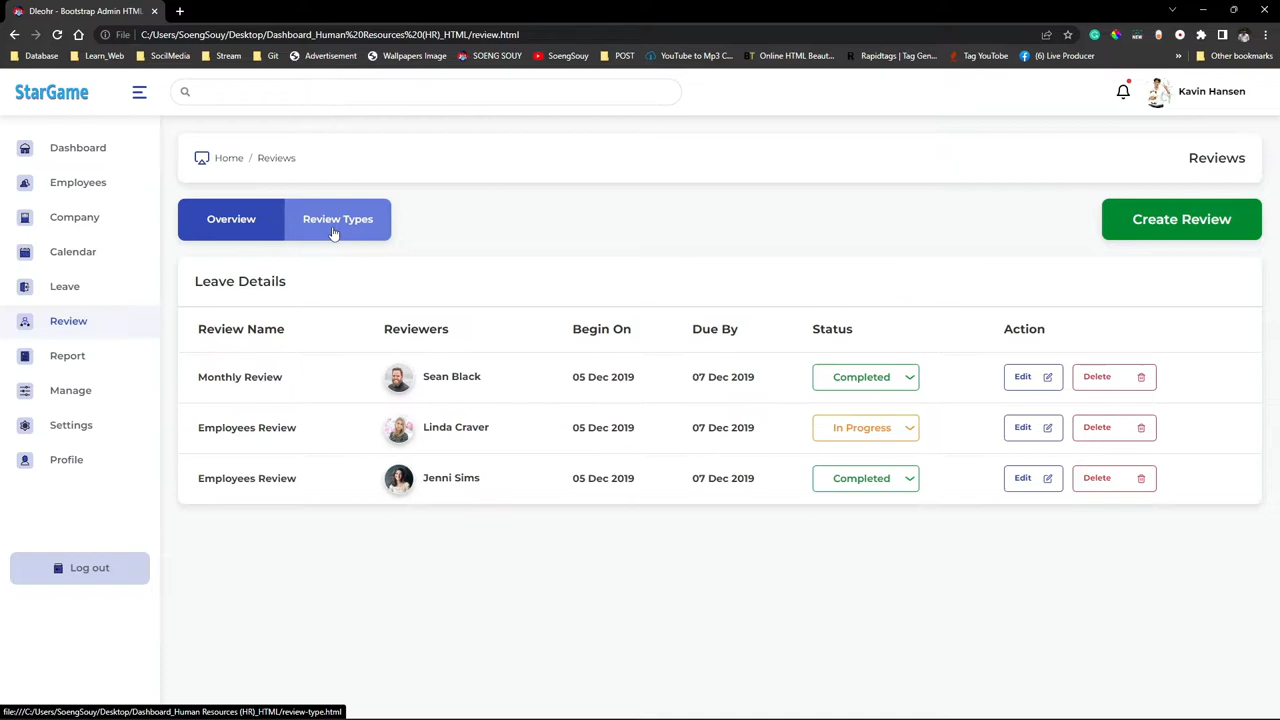 Dleohr - Bootstrap Admin HTML
File C:/Users/SoengSouy/Desktop/Dashboard_Human%20Resources%20(HR)_HTML/review.html
Database Learn_Web SocilMedia Stream Git Advertisement Wallpapers Image SOENG SOUY SoengSouy POST YouTube to Mp3 C... Online HTML Beaut... Rapidtags | Tag Gen... Tag YouTube (6) Live Producer » Other bookmarks
StarGame
Kavin Hansen
Dashboard
Employees
Company
Calendar
Leave
Review
Report
Manage
Settings
Profile
Log out
Home / Reviews
Reviews
Overview Review Types
Create Review
Leave Details
Review Name Reviewers Begin On Due By Status Action
Monthly Review Sean Black 05 Dec 2019 07 Dec 2019 Completed Edit Delete
Employees Review Linda Craver 05 Dec 2019 07 Dec 2019 In Progress Edit Delete
Employees Review Jenni Sims 05 Dec 2019 07 Dec 2019 Completed Edit Delete
file:///C:/Users/SoengSouy/Desktop/Dashboard_Human Resources (HR)_HTML/review-type.html